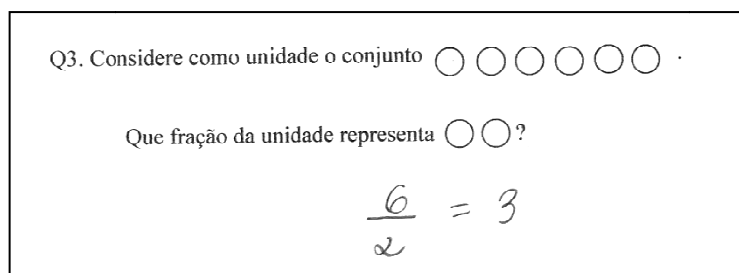 Q3. Considere como unidade o conjunto .
Que fração da unidade representa ?
6/2 = 3